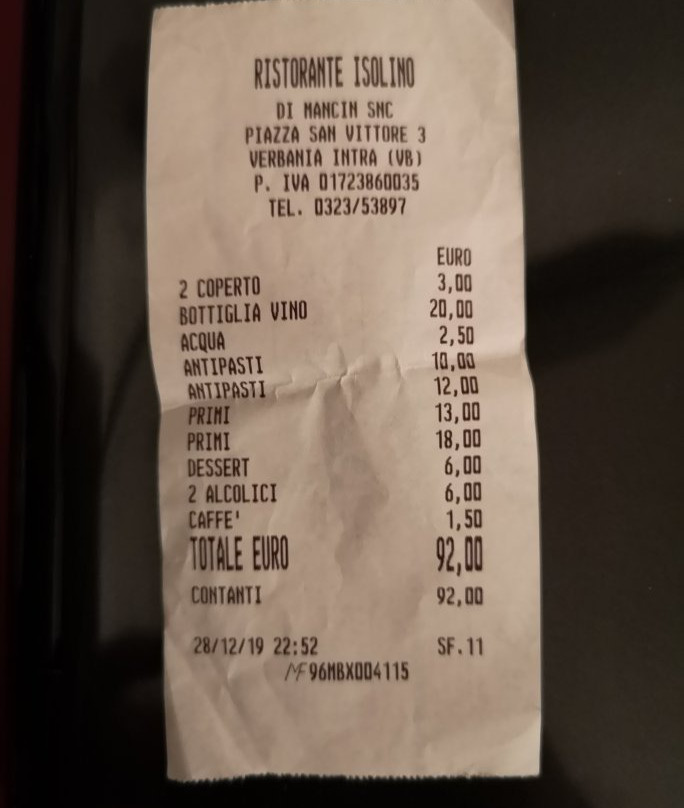 RISTORANTE ISOLINO
DI MANCIN SNC
PIAZZA SAN VITTORE 3
VERBANIA INTRA (VB)
P. IVA 01723860035
TEL. 0323/53897
EURO
2 COPERTO 3,00
BOTTIGLIA VINO 20,00
ACQUA 2,50
ANTIPASTI 10,00
ANTIPASTI 12,00
PRIMI 13,00
PRIMI 18,00
DESSERT 6,00
2 ALCOLICI 6,00
CAFFE' 1,50
TOTALE EURO 92,00
CONTANTI 92,00
28/12/19 22:52 SF.11
MF 96MBX004115